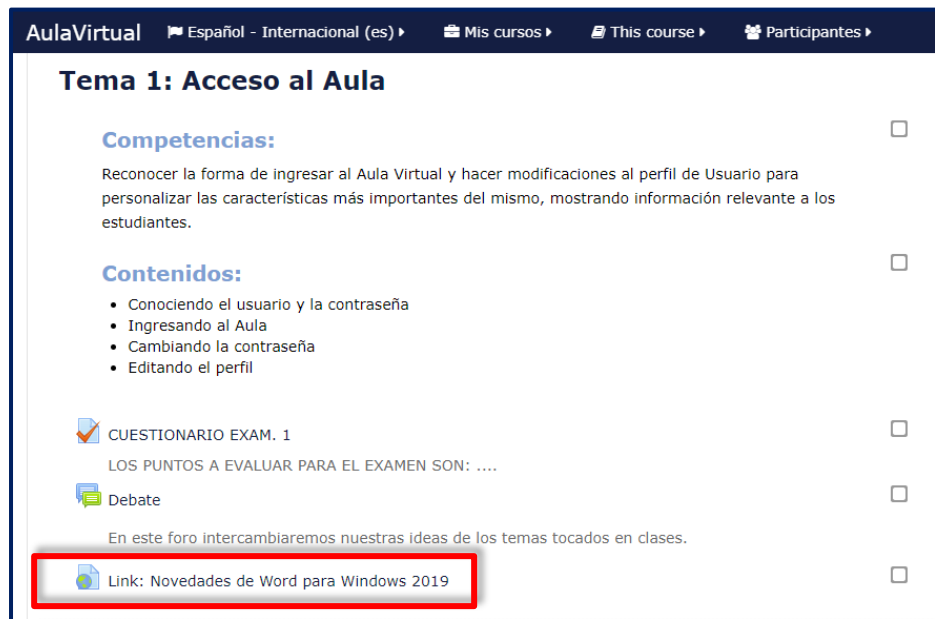 AulaVirtual Español - Internacional (es) Mis cursos This course Participantes
Tema 1: Acceso al Aula
Competencias:
Reconocer la forma de ingresar al Aula Virtual y hacer modificaciones al perfil de Usuario para
personalizar las características más importantes del mismo, mostrando información relevante a los
estudiantes.
Contenidos:
• Conociendo el usuario y la contraseña
• Ingresando al Aula
• Cambiando la contraseña
• Editando el perfil
CUESTIONARIO EXAM. 1
LOS PUNTOS A EVALUAR PARA EL EXAMEN SON: ....
Debate
En este foro intercambiaremos nuestras ideas de los temas tocados en clases.
Link: Novedades de Word para Windows 2019